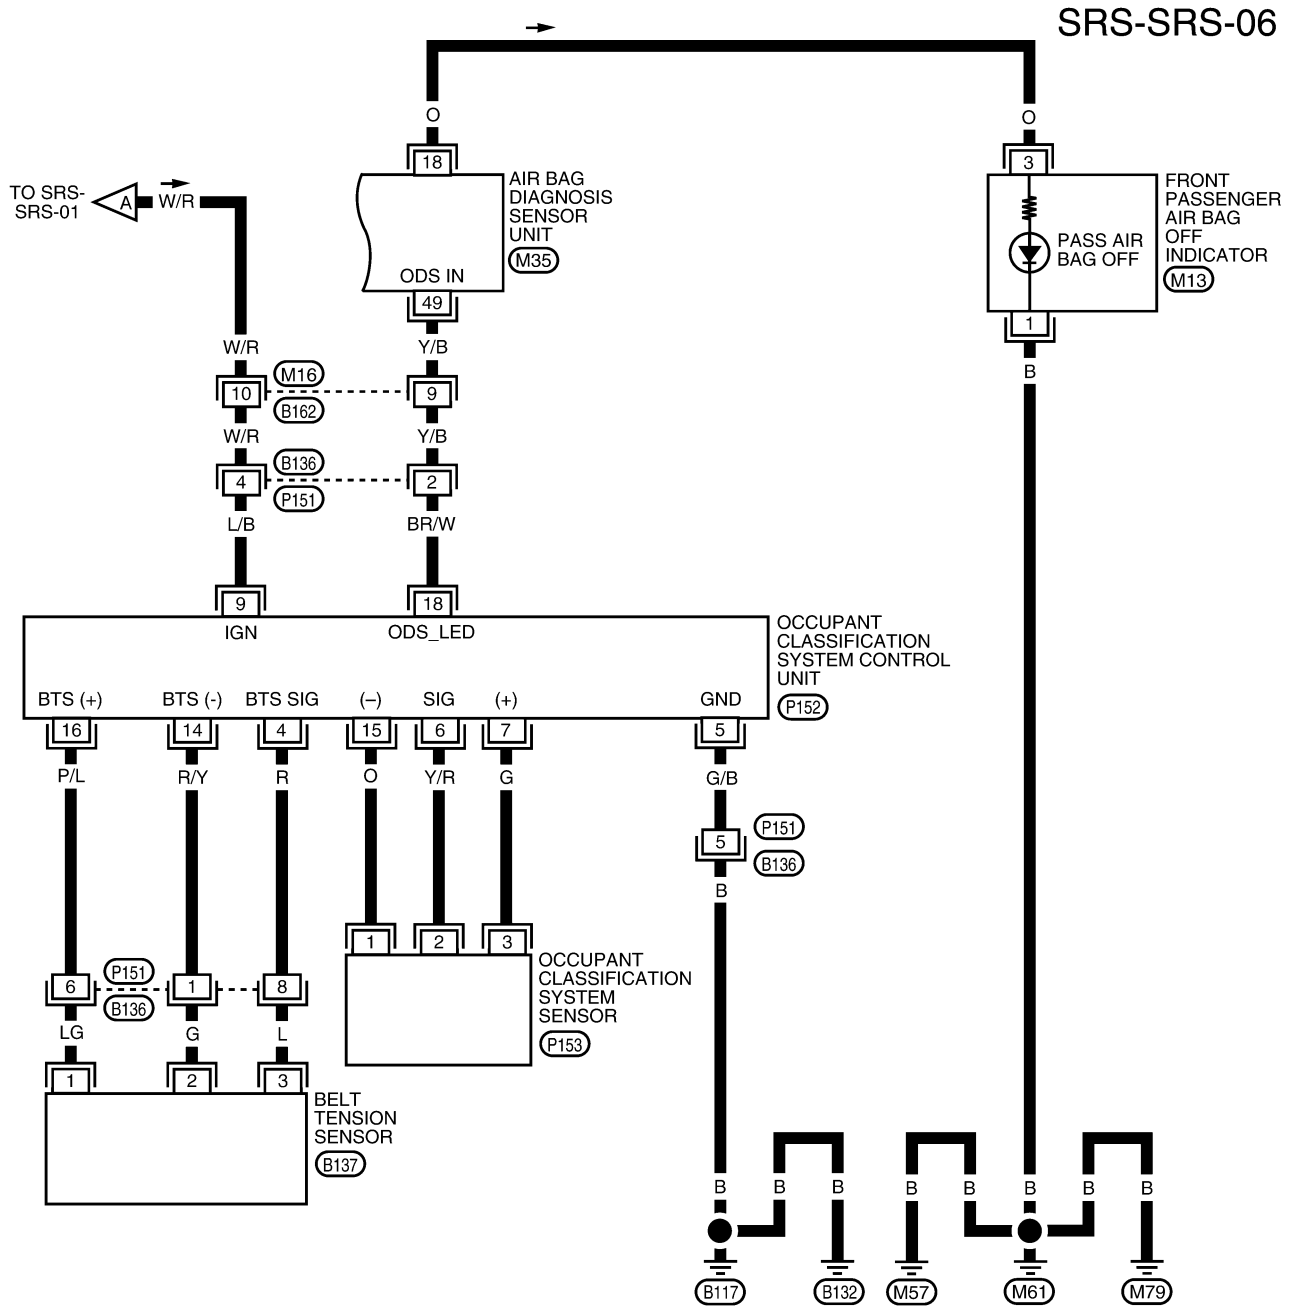 SRS-SRS-06
O
O
18
3
TO SRS-
SRS-01
A
W/R
AIR BAG
DIAGNOSIS
SENSOR
UNIT
M35
ODS IN
49
FRONT
PASSENGER
AIR BAG
OFF
INDICATOR
M13
PASS AIR
BAG OFF
1
W/R
Y/B
B
10
M16
B162
9
W/R
Y/B
4
B136
P151
2
L/B
BR/W
9
18
IGN
ODS_LED
OCCUPANT
CLASSIFICATION
SYSTEM CONTROL
UNIT
P152
BTS (+)
BTS (-)
BTS SIG
(–)
SIG
(+)
GND
16
14
4
15
6
7
5
P/L
R/Y
R
O
Y/R
G
G/B
5
P151
B136
B
1
2
3
OCCUPANT
CLASSIFICATION
SYSTEM
SENSOR
P153
6
P151
B136
1
8
LG
G
L
1
2
3
BELT
TENSION
SENSOR
B137
B
B
B
B
B
B
B
B
B117
B132
M57
M61
M79